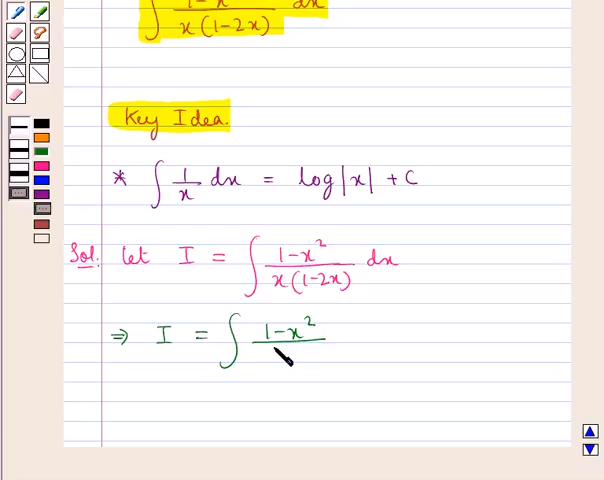 ∫ 1-x² / x(1-2x) dx
Key Idea.
* ∫ 1/x dx = log|x| + C
Sol: let I = ∫ 1-x² / x(1-2x) dx
⇒ I = ∫ 1-x² /